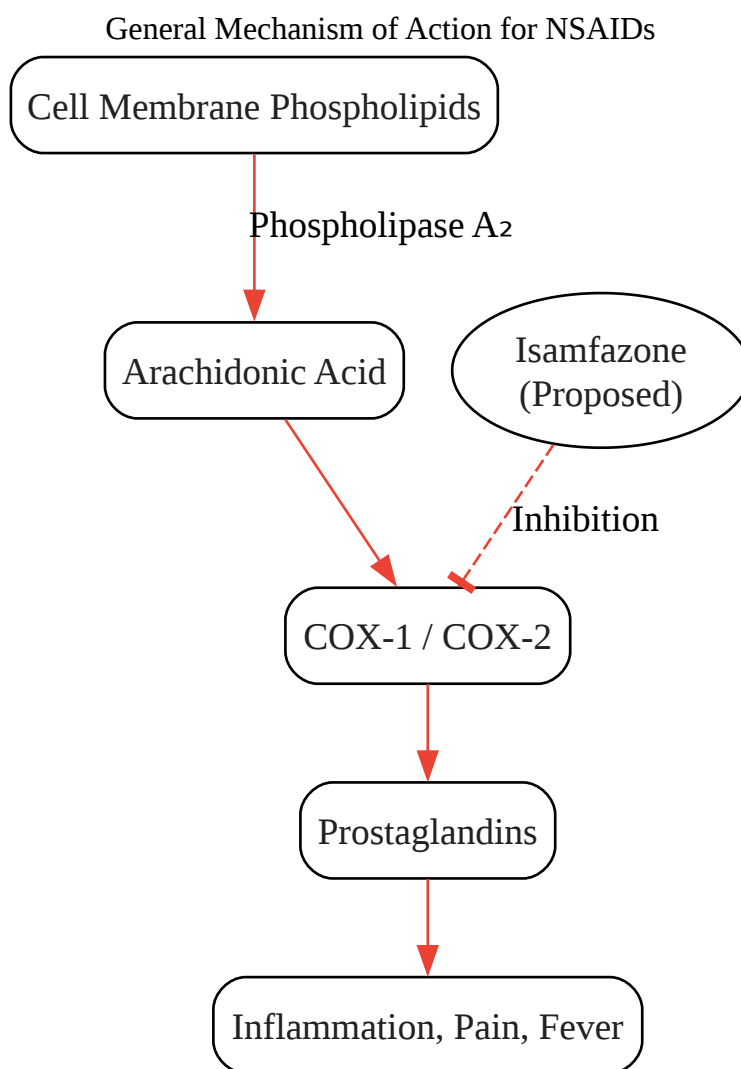 General Mechanism of Action for NSAIDs
Cell Membrane Phospholipids
Phospholipase A₂
Arachidonic Acid
Isamfazone
(Proposed)
Inhibition
COX-1 / COX-2
Prostaglandins
Inflammation, Pain, Fever